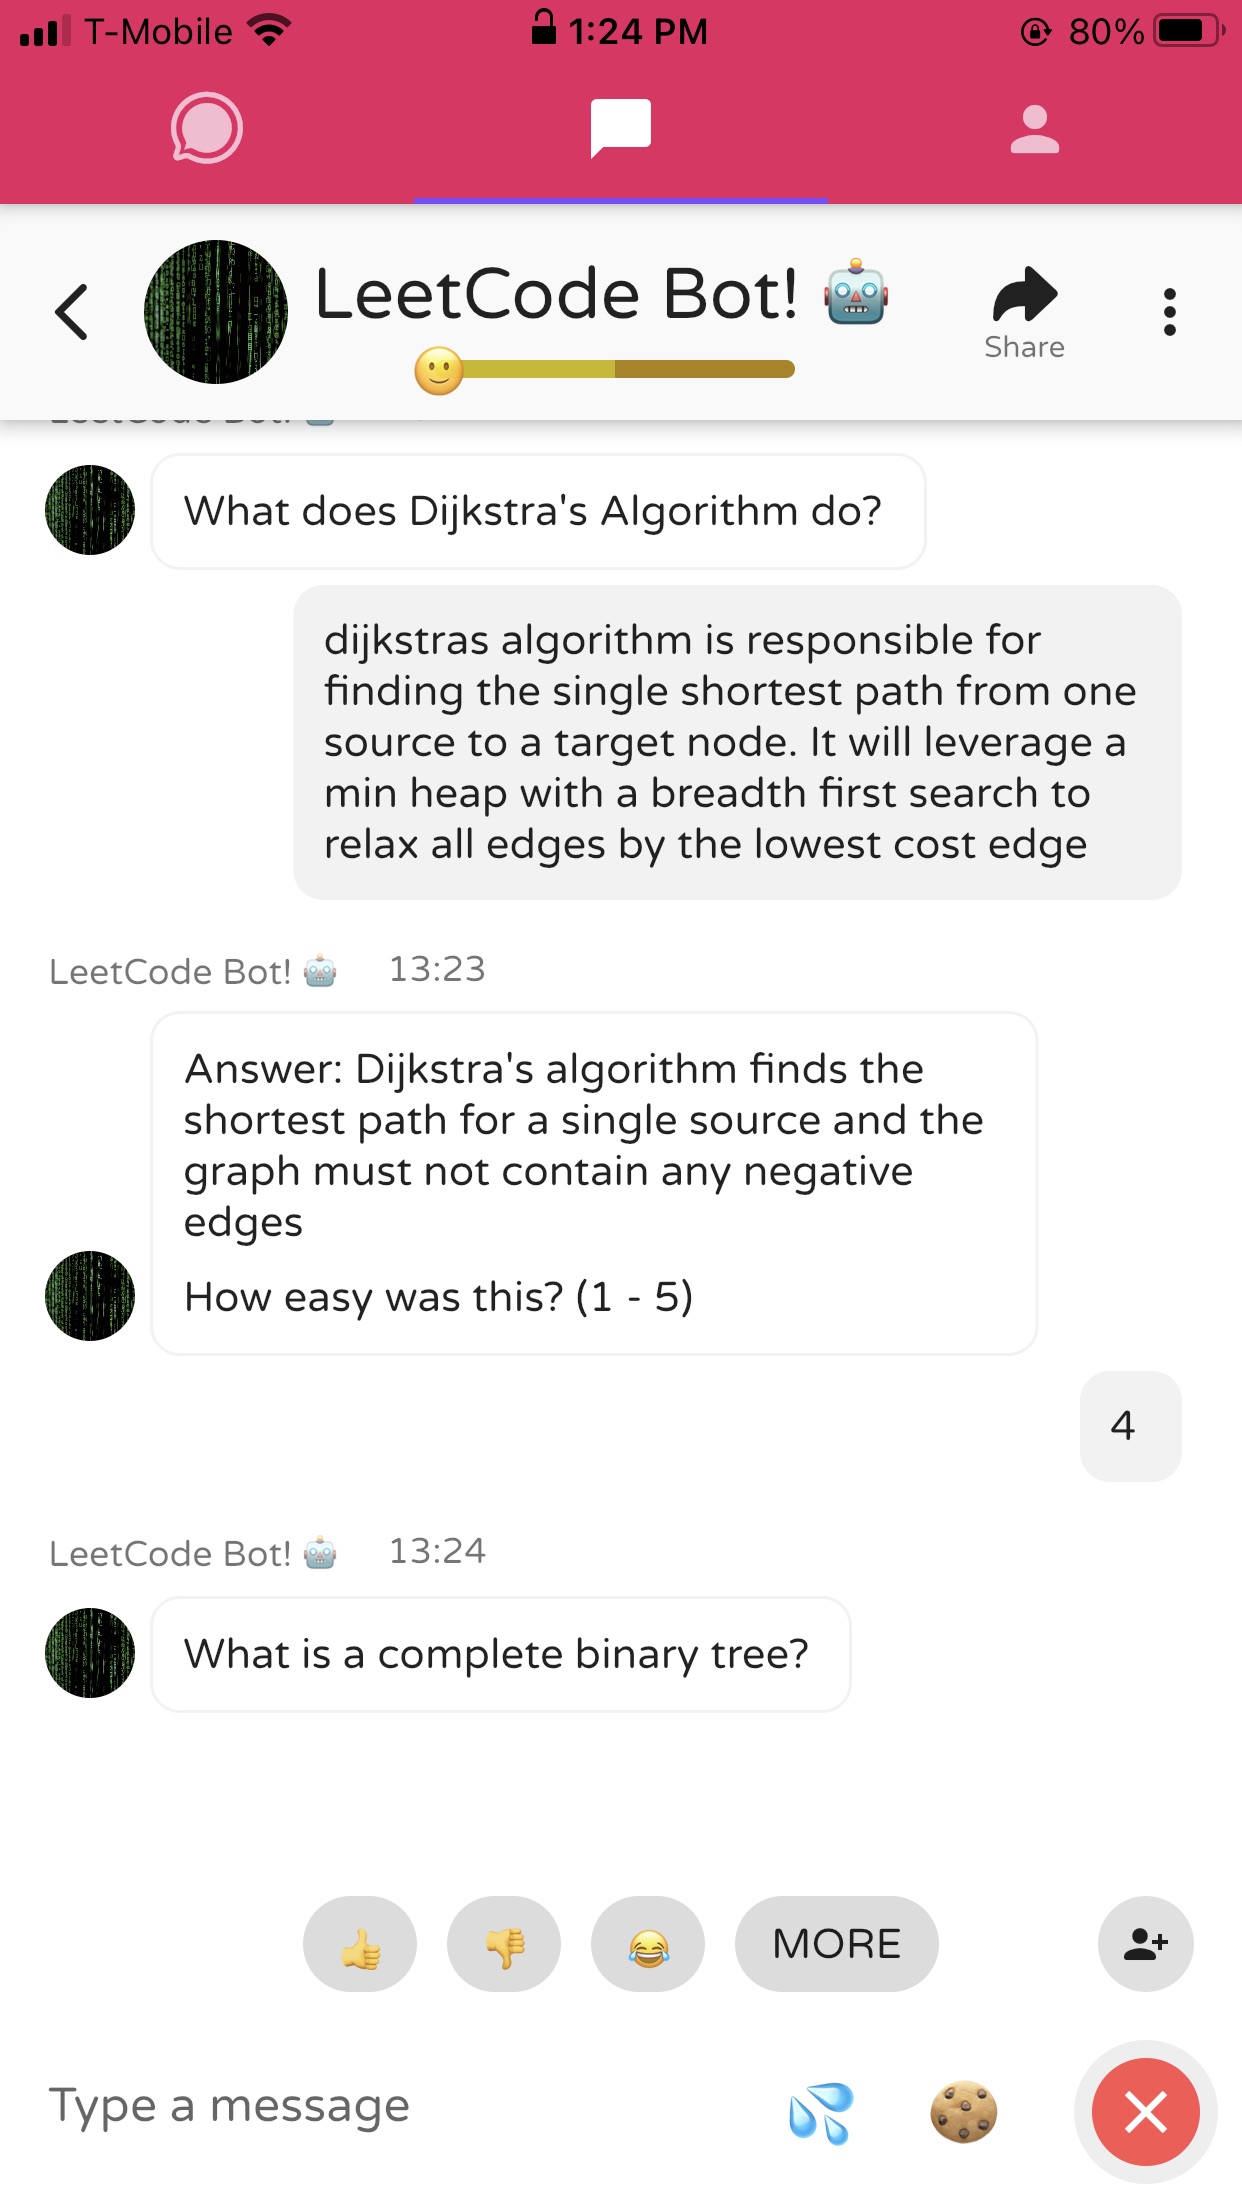 T-Mobile 1:24 PM 80%
LeetCode Bot! 🤖
Share
LeetCode Bot! 🤖
What does Dijkstra's Algorithm do?
dijkstras algorithm is responsible for
finding the single shortest path from one
source to a target node. It will leverage a
min heap with a breadth first search to
relax all edges by the lowest cost edge
LeetCode Bot! 🤖 13:23
Answer: Dijkstra's algorithm finds the
shortest path for a single source and the
graph must not contain any negative
edges
How easy was this? (1 - 5)
4
LeetCode Bot! 🤖 13:24
What is a complete binary tree?
MORE
Type a message